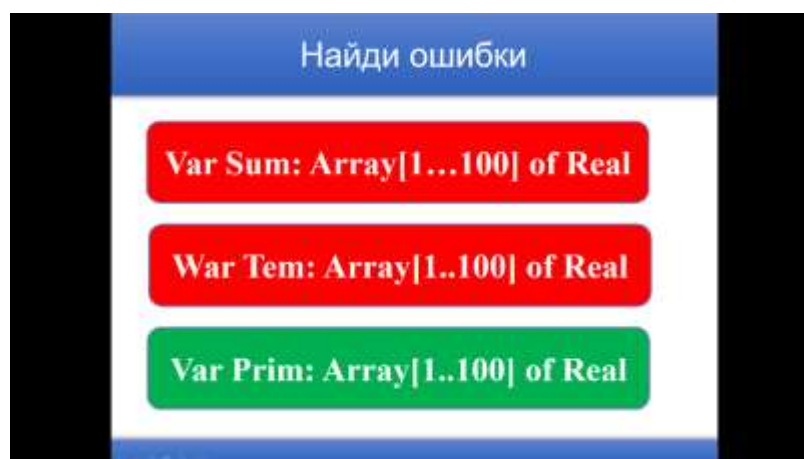 Найди ошибки
Var Sum: Array[1…100] of Real
War Tem: Array[1..100] of Real
Var Prim: Array[1..100] of Real